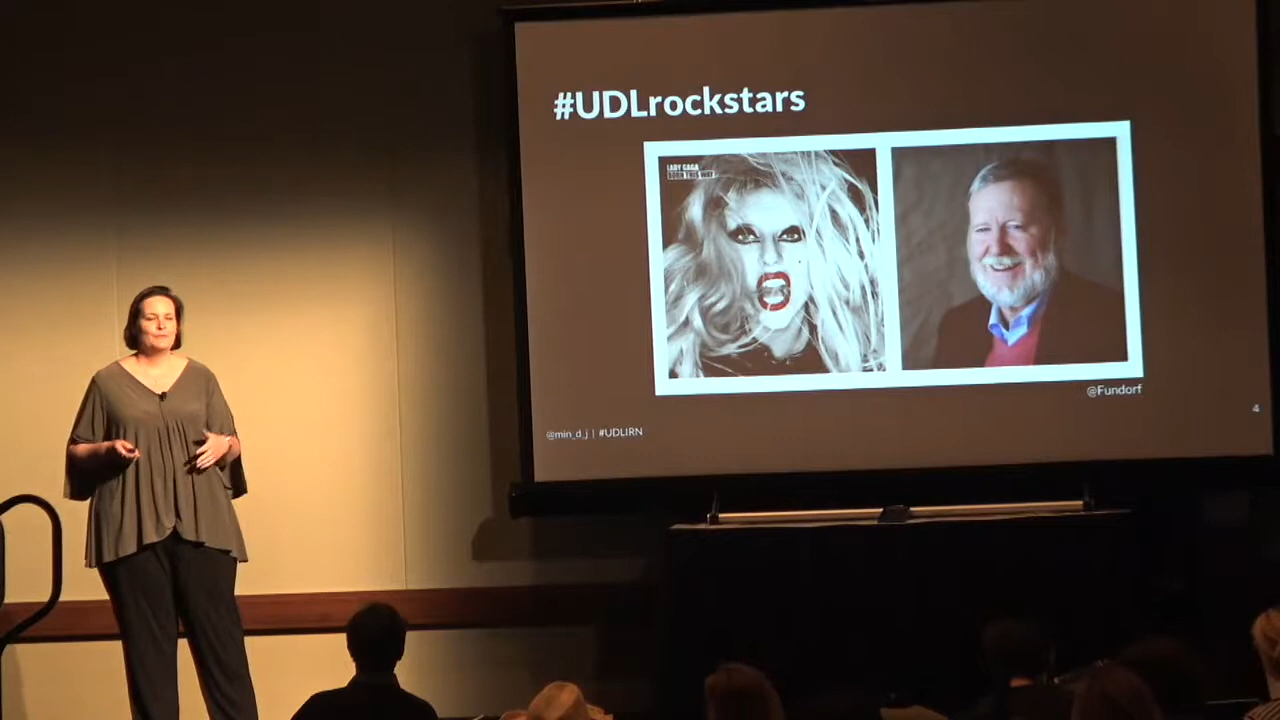 #UDLrockstars
LADY GAGA
BORN THIS WAY
@Fundorf
4
@min_d_j | #UDLIRN